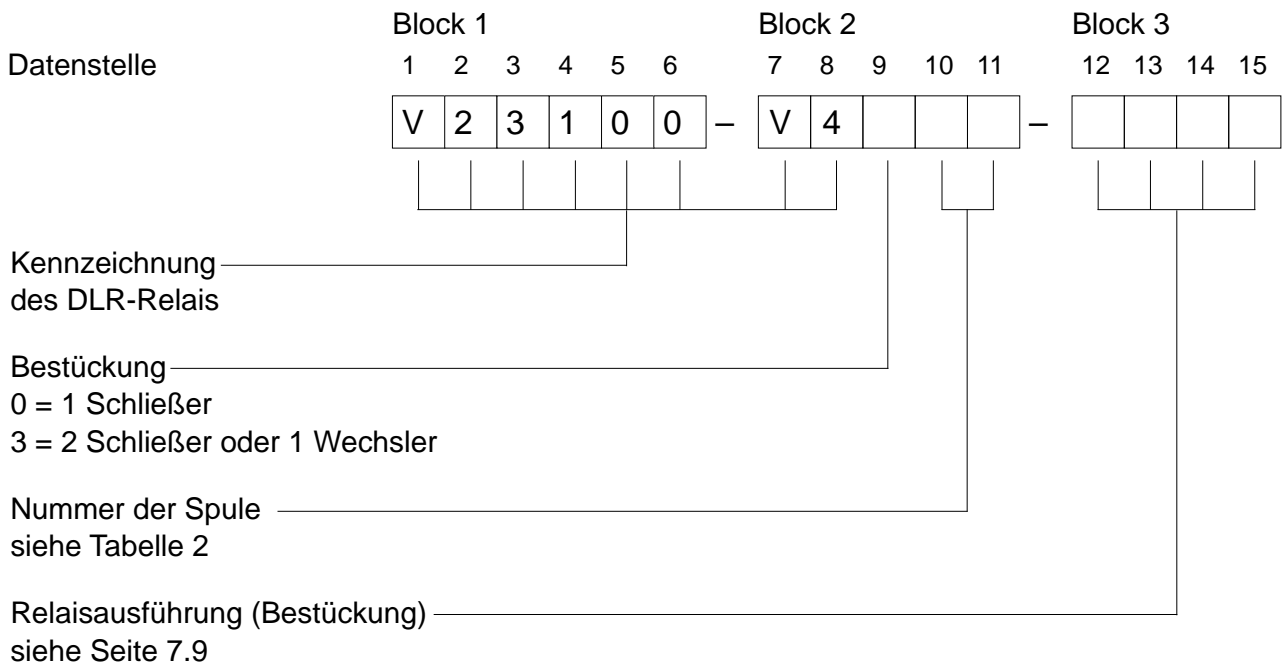 Block 1 Block 2 Block 3
Datenstelle 1 2 3 4 5 6 7 8 9 10 11 12 13 14 15
V 2 3 1 0 0 – V 4 –
Kennzeichnung
des DLR-Relais
Bestückung
0 = 1 Schließer
3 = 2 Schließer oder 1 Wechsler
Nummer der Spule
siehe Tabelle 2
Relaisausführung (Bestückung)
siehe Seite 7.9